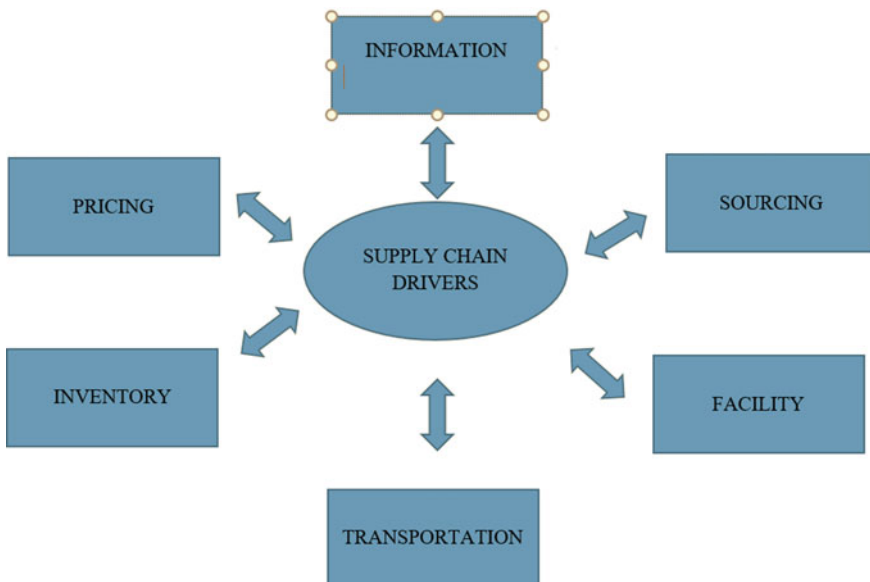 INFORMATION
PRICING
SOURCING
SUPPLY CHAIN
DRIVERS
INVENTORY
FACILITY
TRANSPORTATION